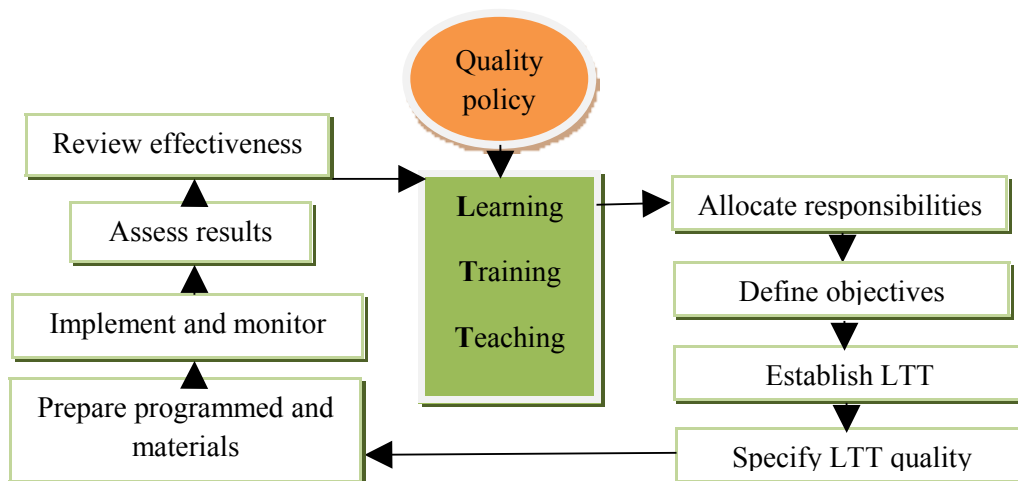 Quality
policy
Review effectiveness
Assess results
Implement and monitor
Prepare programmed and
materials
Learning
Training
Teaching
Allocate responsibilities
Define objectives
Establish LTT
Specify LTT quality